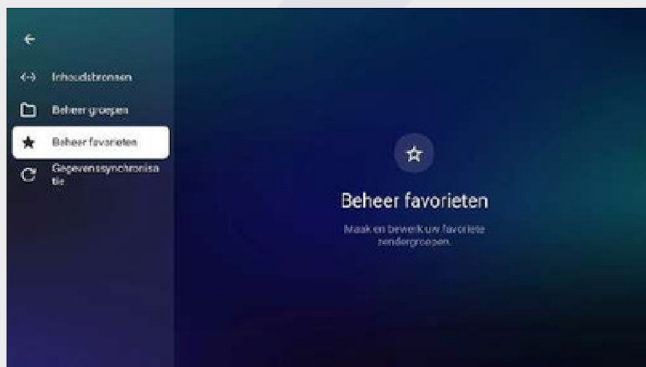 Inhoudsbronnen
Beheer groepen
Beheer favorieten
Gegevenssynchronisa
tie
Beheer favorieten
Maak en bewerk uw favoriete
zendergroepen.